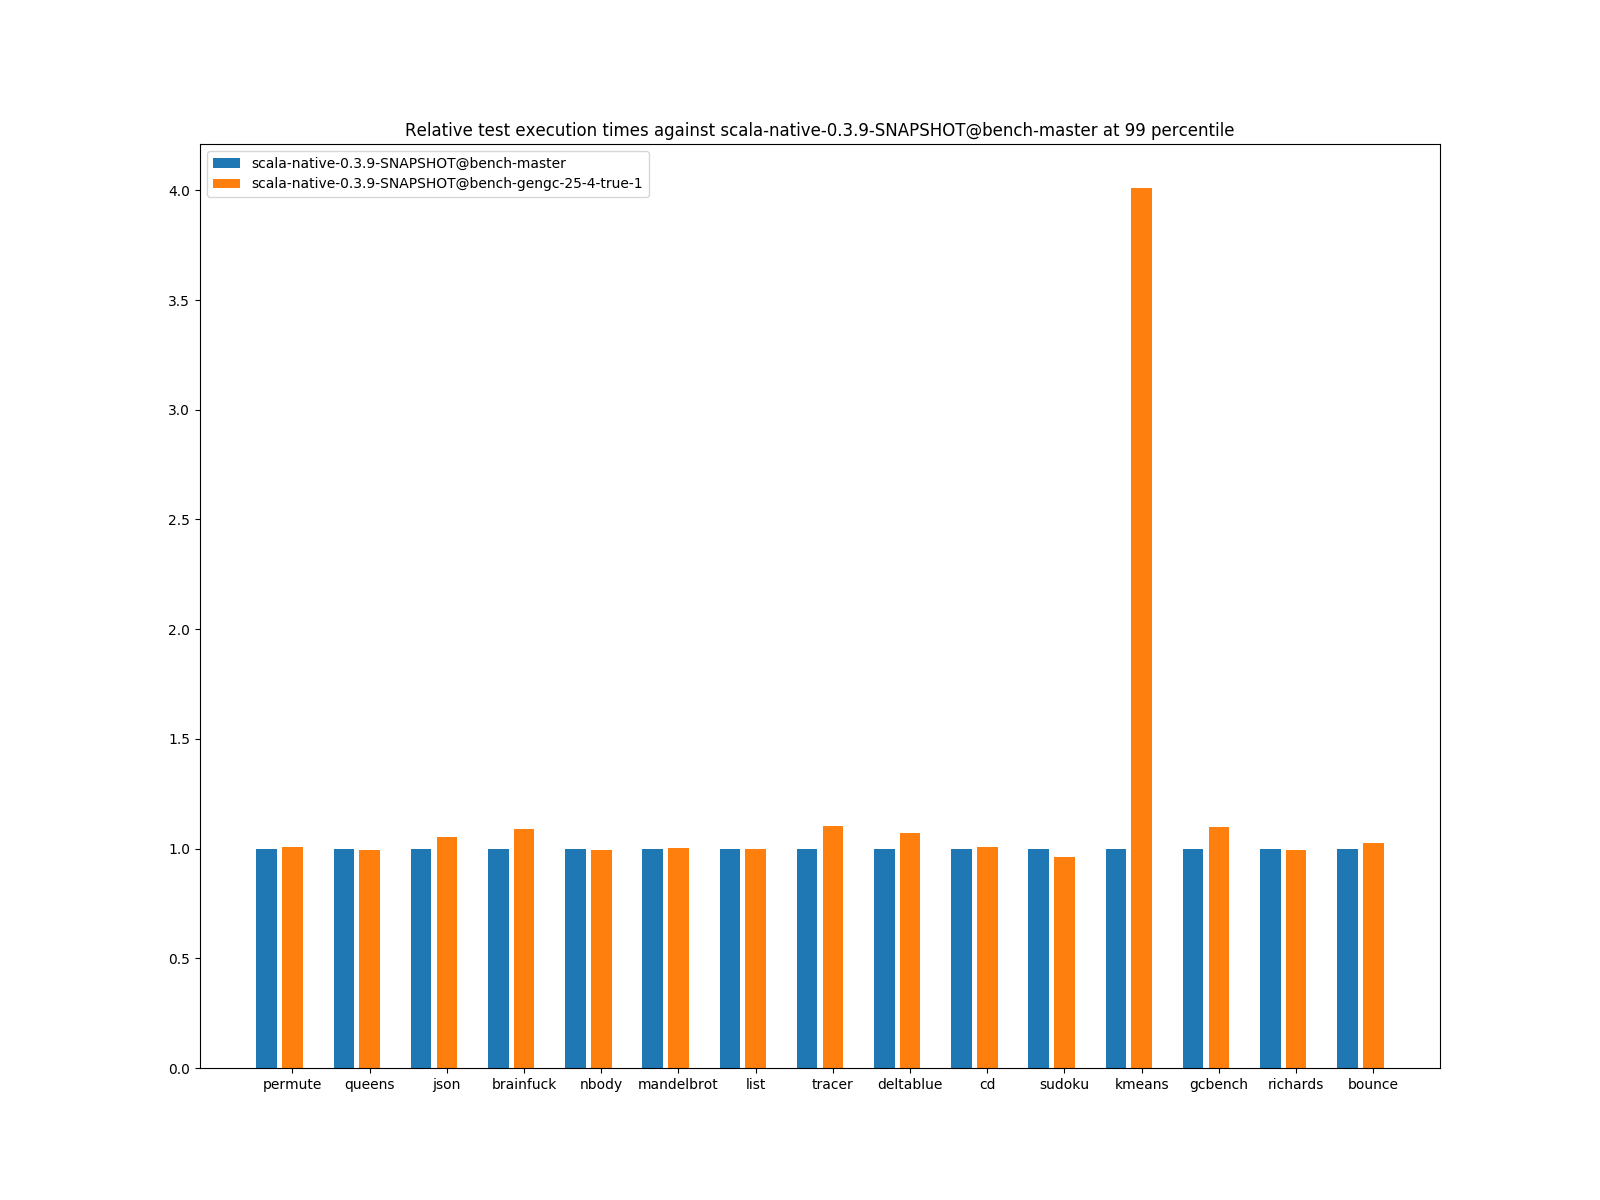 Relative test execution times against scala-native-0.3.9-SNAPSHOT@bench-master at 99 percentile
scala-native-0.3.9-SNAPSHOT@bench-master
scala-native-0.3.9-SNAPSHOT@bench-gengc-25-4-true-1
4.0
3.5
3.0
2.5
2.0
1.5
1.0
0.5
0.0
permute queens json brainfuck nbody mandelbrot list tracer deltablue cd sudoku kmeans gcbench richards bounce